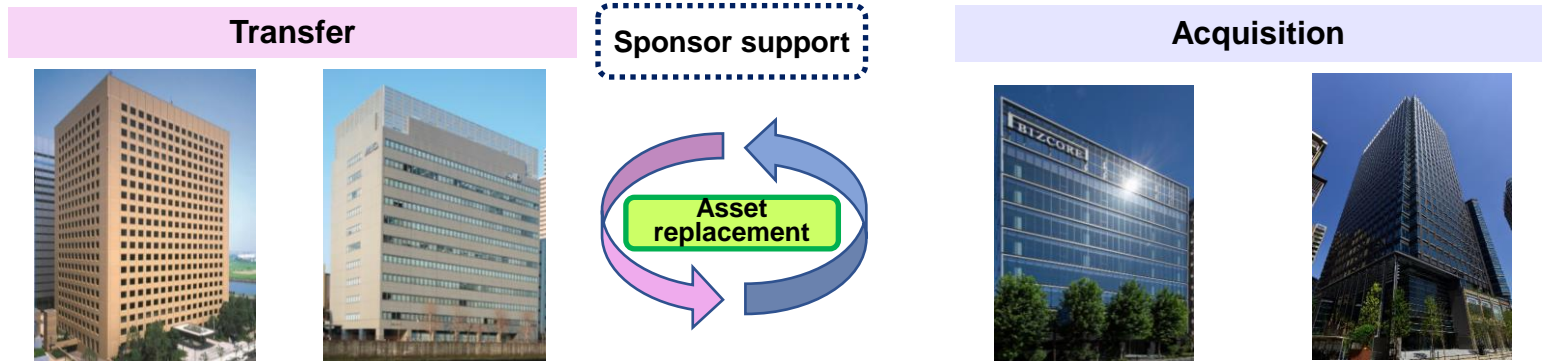 Transfer
Sponsor support
Acquisition
BIZCORE
Asset
replacement